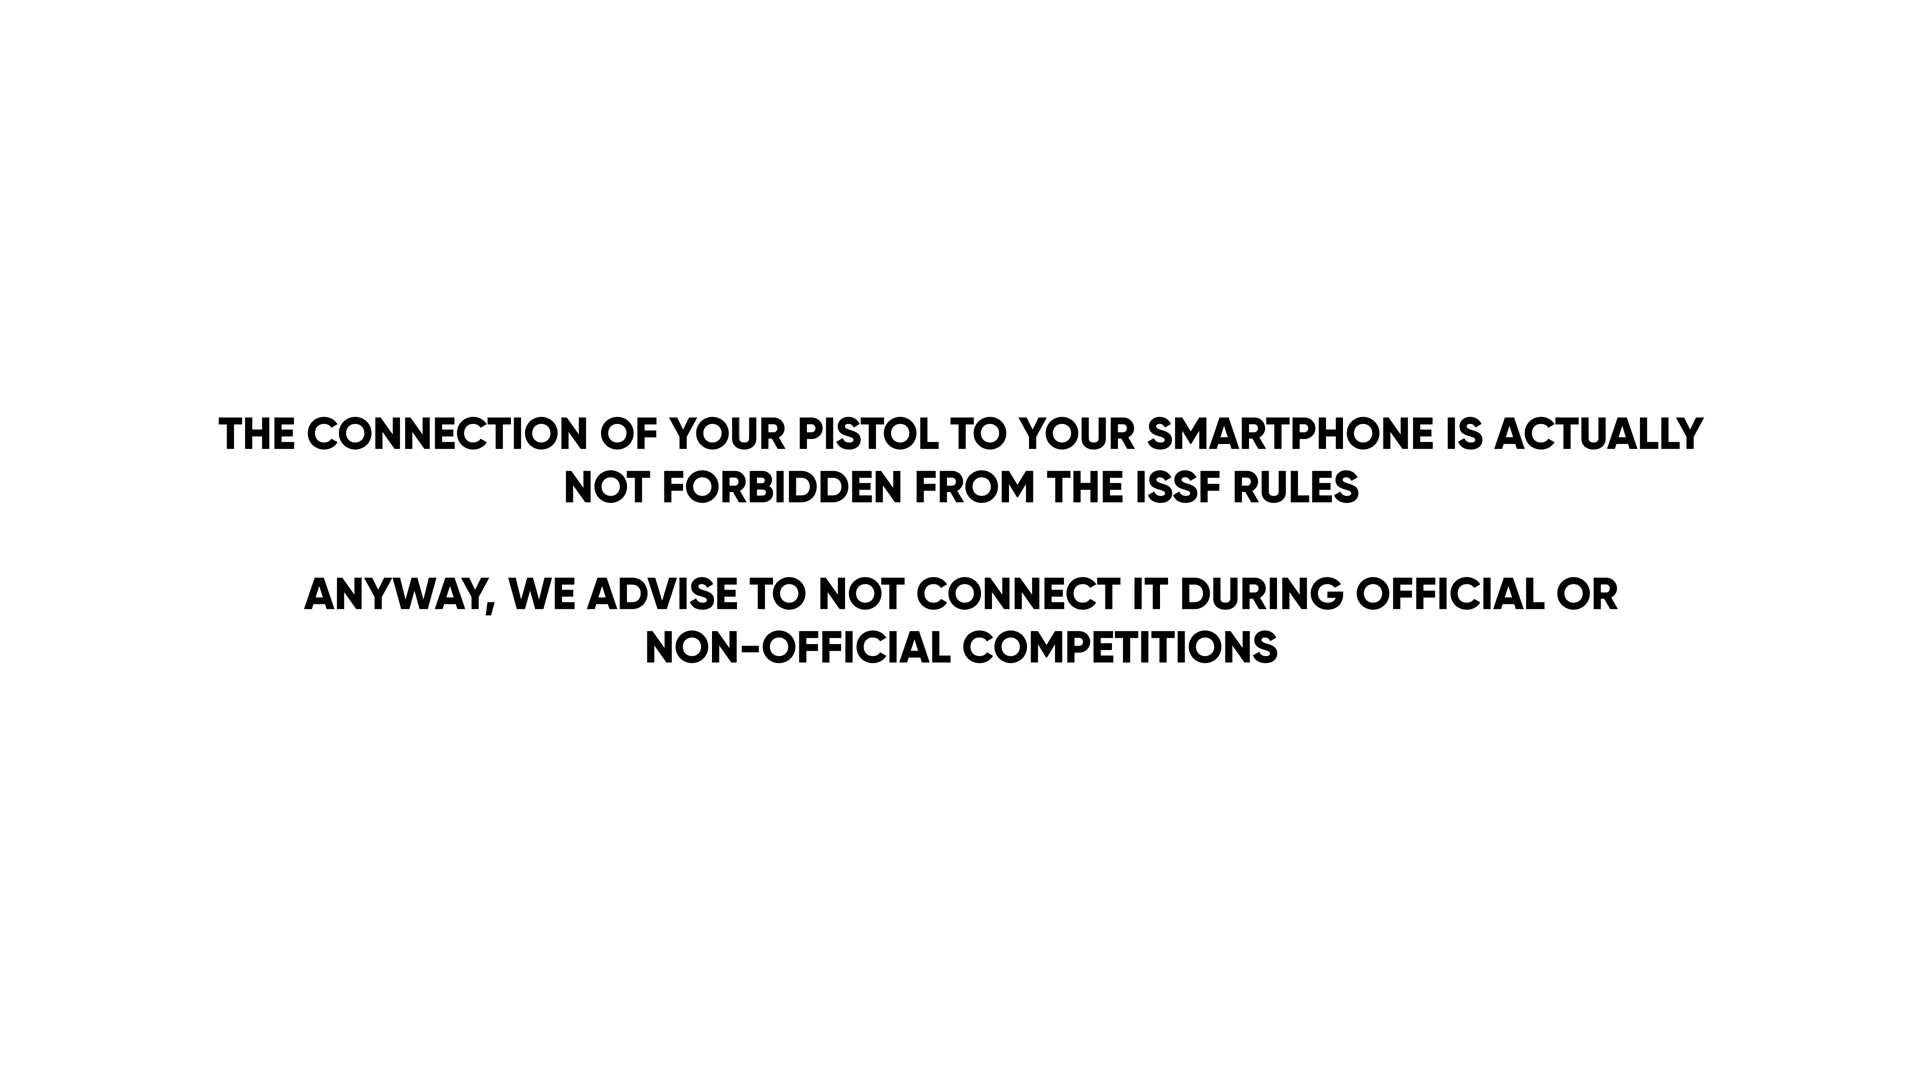 THE CONNECTION OF YOUR PISTOL TO YOUR SMARTPHONE IS ACTUALLY
NOT FORBIDDEN FROM THE ISSF RULES
ANYWAY, WE ADVISE TO NOT CONNECT IT DURING OFFICIAL OR
NON-OFFICIAL COMPETITIONS